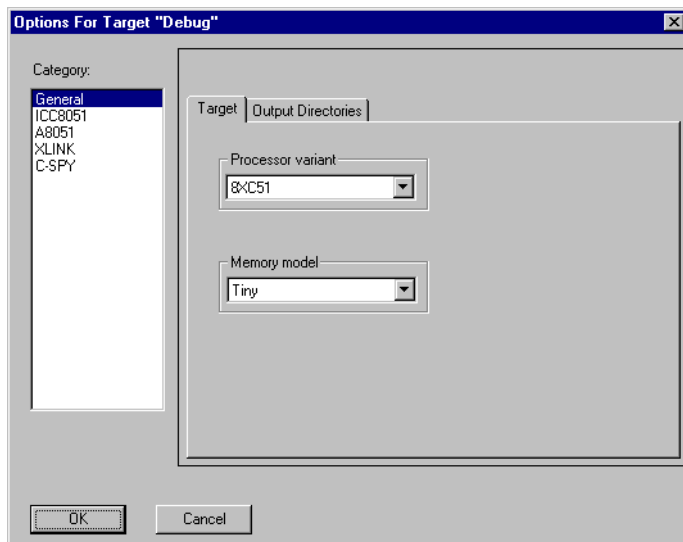 Options For Target "Debug"
Category:
General
ICC8051
A8051
XLINK
C-SPY
Target
Output Directories
Processor variant
8XC51
Memory model
Tiny
OK
Cancel